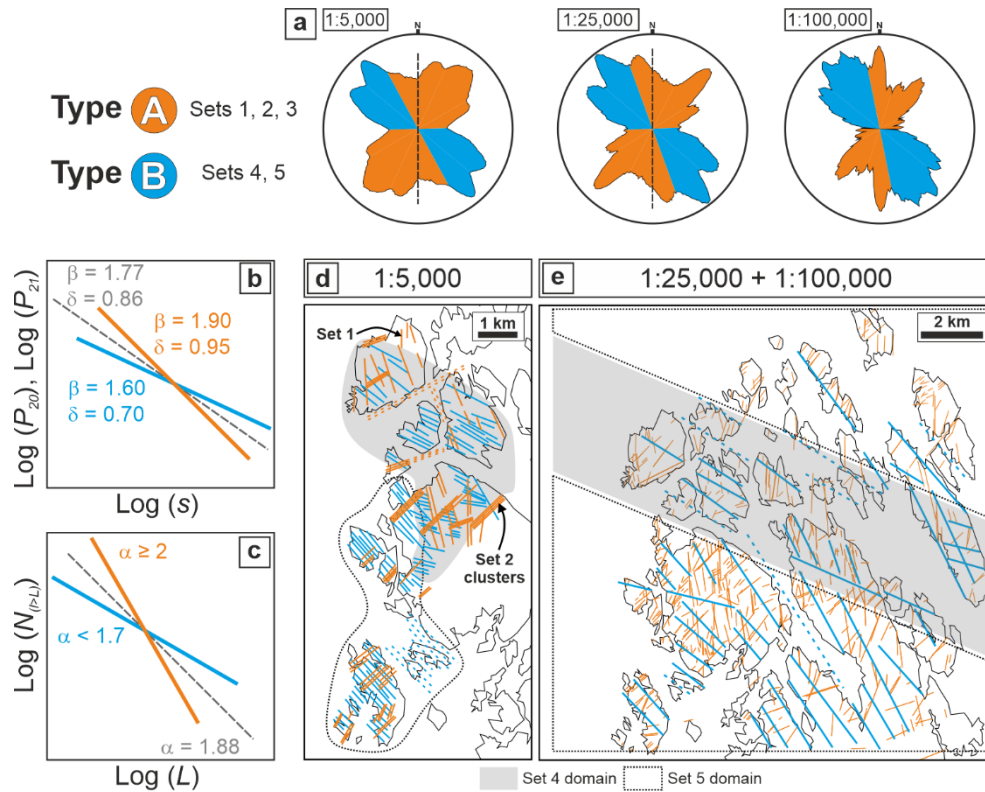 a
1:5,000
1:25,000
1:100,000
N
N
N
Type A Sets 1, 2, 3
Type B Sets 4, 5
b
β = 1.77
δ = 0.86
β = 1.90
δ = 0.95
β = 1.60
δ = 0.70
Log (P20), Log (P21)
Log (s)
c
α ≥ 2
α < 1.7
α = 1.88
Log (N(l>L))
Log (L)
d
1:5,000
Set 1
1 km
Set 2
clusters
e
1:25,000 + 1:100,000
2 km
Set 4 domain
Set 5 domain